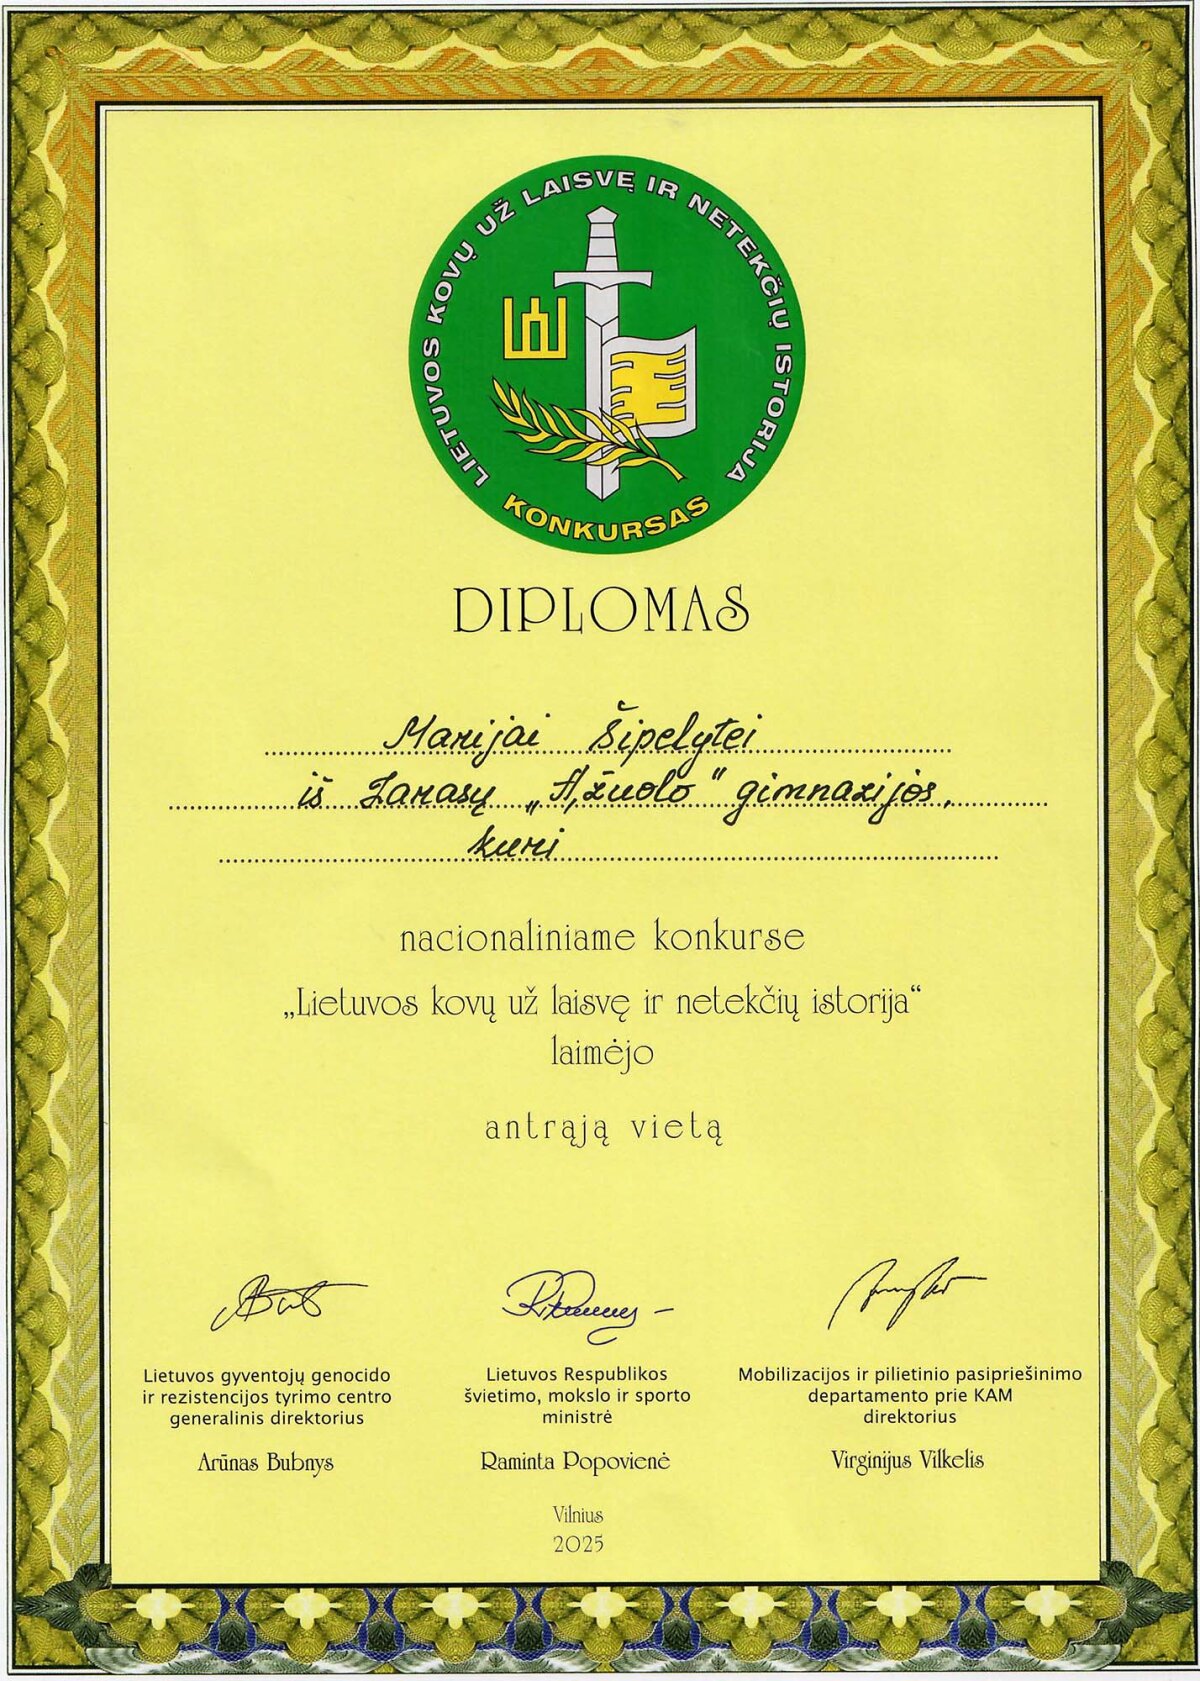 LIETUVOS KOVŲ UŽ LAISVĘ IR NETEKČIŲ ISTORIJA
KONKURSAS
DIPLOMAS
Marijai Šipelytei
iš Zarasų „Ąžuolo“ gimnazijos,
kuri
nacionaliniame konkurse
„Lietuvos kovų už laisvę ir netekčių istorija“
laimėjo
antrąją vietą
Lietuvos gyventojų genocido
ir rezistencijos tyrimo centro
generalinis direktorius
Arūnas Bubnys
Lietuvos Respublikos
švietimo, mokslo ir sporto
ministrė
Raminta Popovienė
Mobilizacijos ir pilietinio pasipriešinimo
departamento prie KAM
direktorius
Virginijus Vilkelis
Vilnius
2025